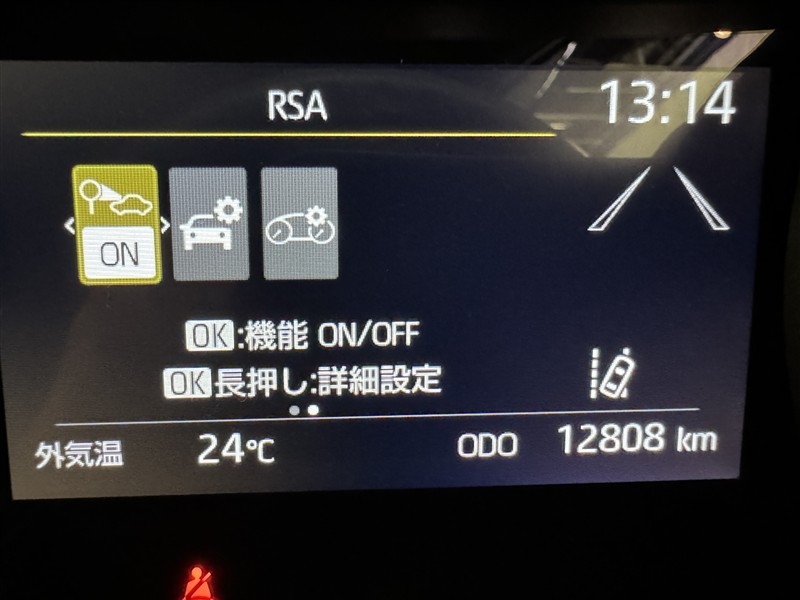 RSA
13:14
ON
OK:機能 ON/OFF
OK長押し:詳細設定
外気温 24℃ ODO 12808 km